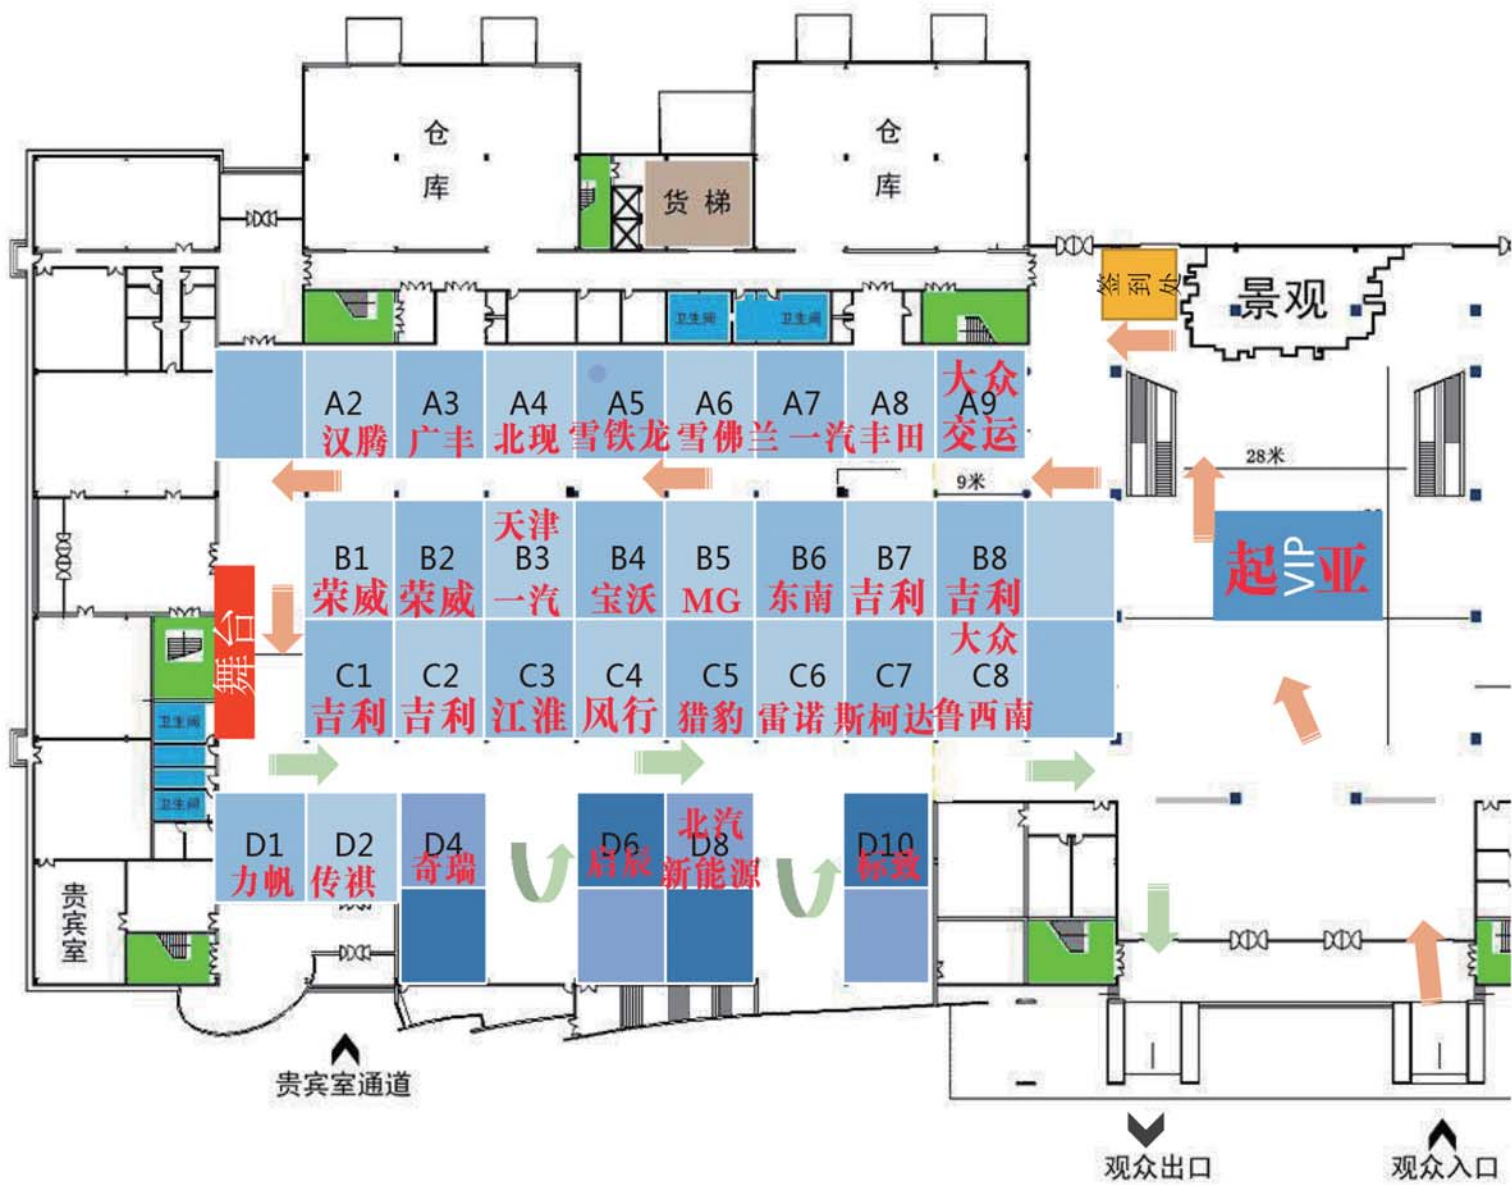 仓库
仓库
货梯
签到处
景观
卫生间
卫生间
A2
汉腾
A3
广丰
A4
北现
A5
雪铁龙
A6
雪佛兰
A7
一汽
A8
丰田
大众
A9
交运
28米
9米
B1
荣威
B2
荣威
天津
B3
一汽
B4
宝沃
B5
MG
B6
东南
B7
吉利
B8
吉利
起VIP亚
舞台
C1
吉利
C2
吉利
C3
江淮
C4
风行
C5
猎豹
C6
雷诺
C7
斯柯达
大众
C8
鲁西南
卫生间
卫生间
D1
力帆
D2
传祺
D4
奇瑞
D6
启辰
北汽
D8
新能源
D10
标致
贵宾室
贵宾室通道
观众出口
观众入口